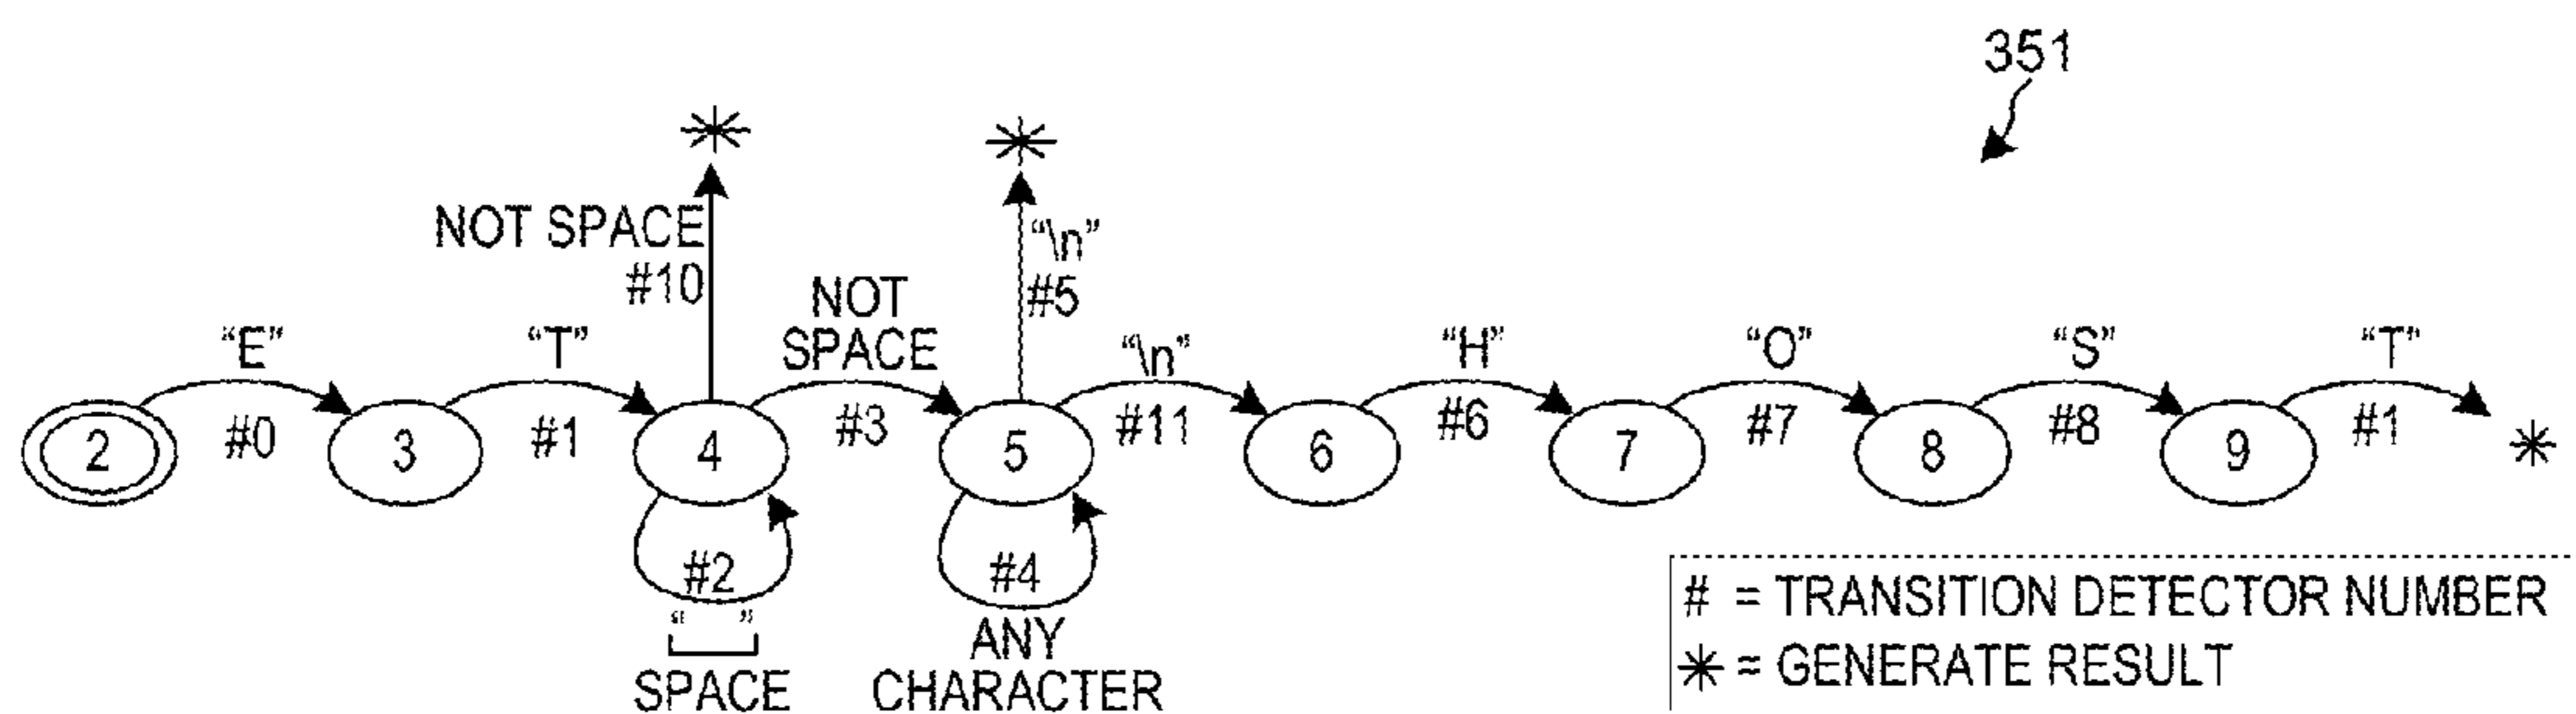 351
NOT SPACE
#10
"\n"
#5
NOT
SPACE
"E"
"T"
"\n"
"H"
"O"
"S"
"T"
#0
#1
#3
#11
#6
#7
#8
#1
2
3
4
5
6
7
8
9
#2
#4
" "
SPACE
ANY
CHARACTER
# = TRANSITION DETECTOR NUMBER
* = GENERATE RESULT